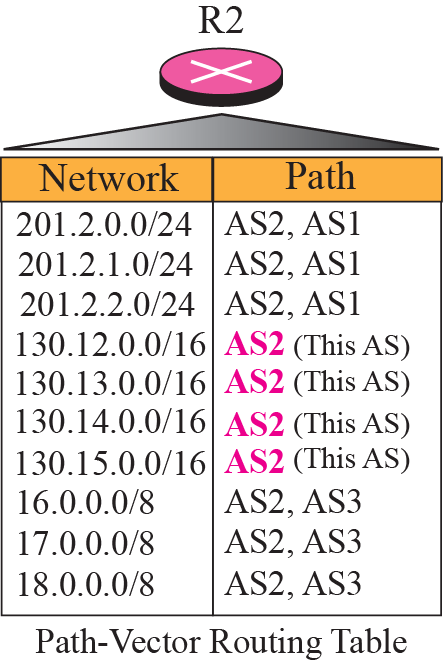 R2
Network Path
201.2.0.0/24 AS2, AS1
201.2.1.0/24 AS2, AS1
201.2.2.0/24 AS2, AS1
130.12.0.0/16 AS2 (This AS)
130.13.0.0/16 AS2 (This AS)
130.14.0.0/16 AS2 (This AS)
130.15.0.0/16 AS2 (This AS)
16.0.0.0/8 AS2, AS3
17.0.0.0/8 AS2, AS3
18.0.0.0/8 AS2, AS3
Path-Vector Routing Table